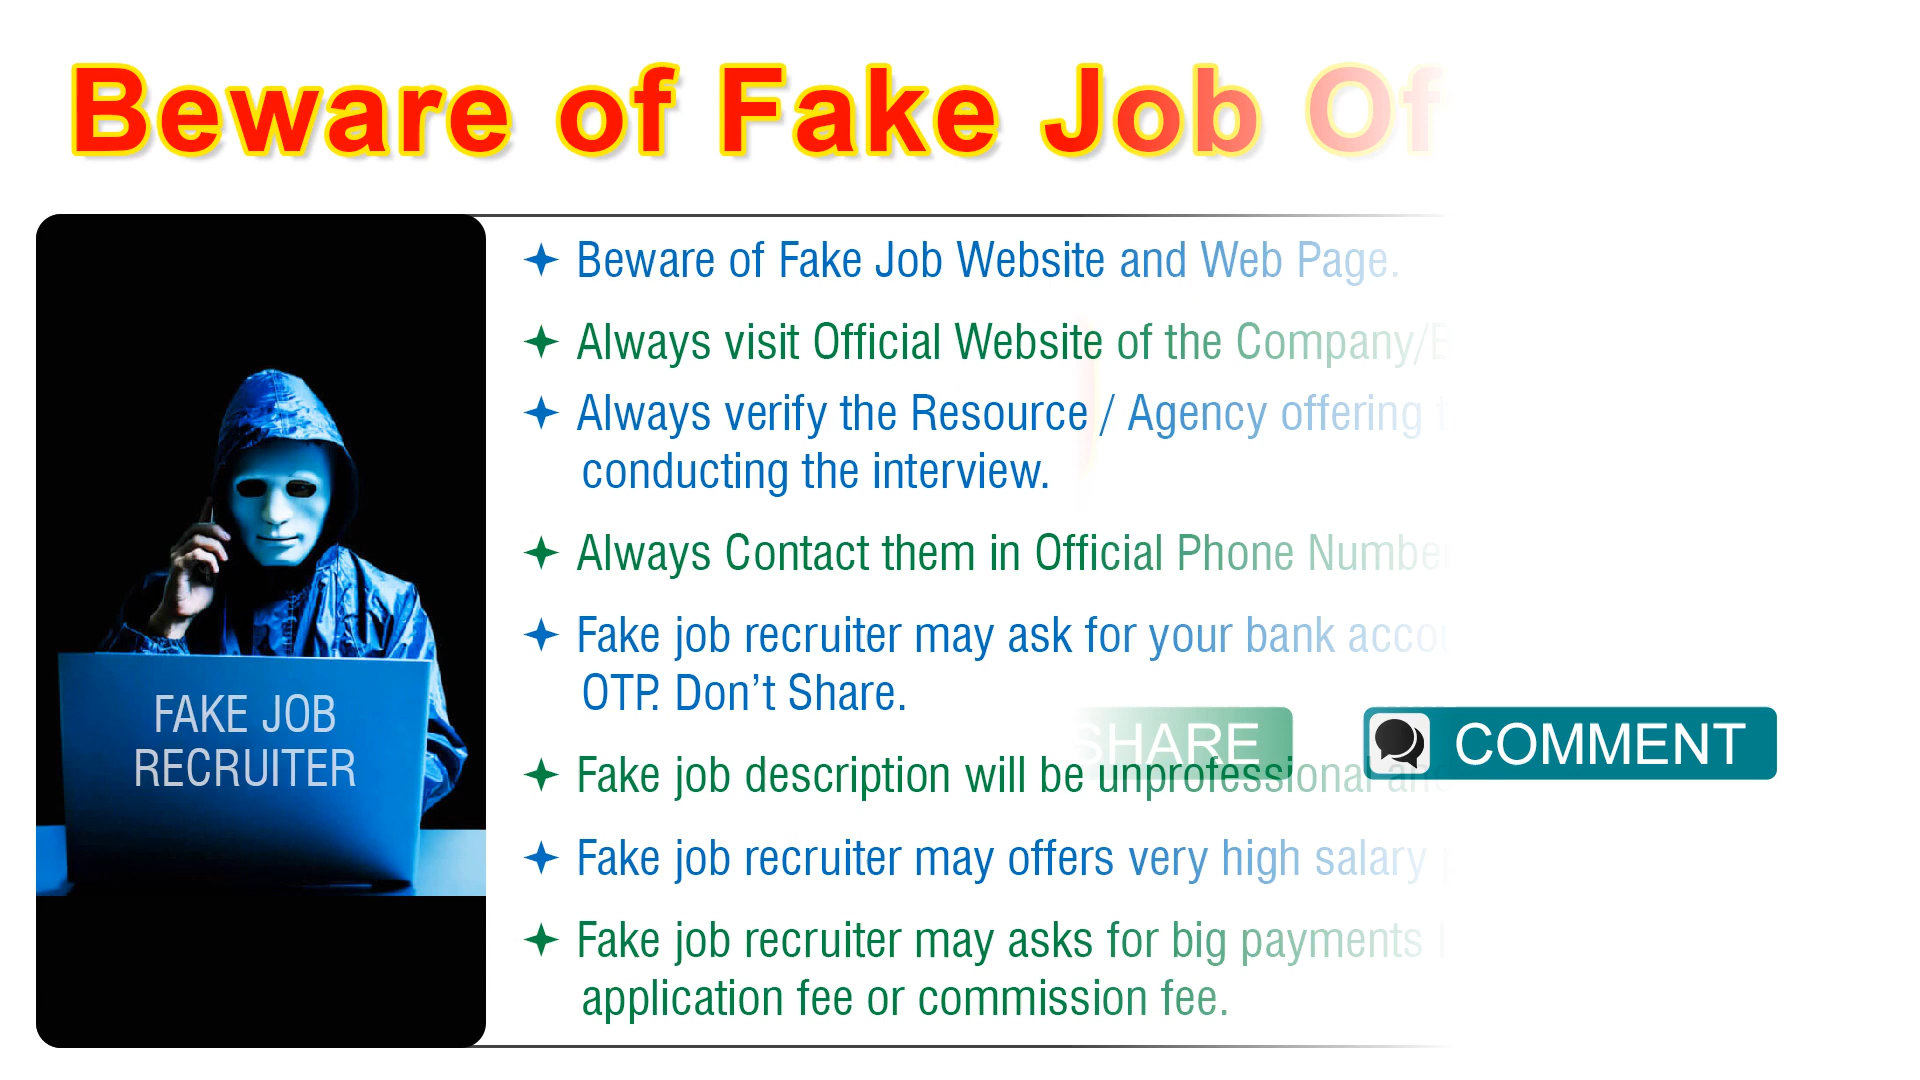 Beware of Fake Job
Beware of Fake Job Website and Web Page.
Always visit Official Website of the Company/
Always verify the Resource / Agency offering
conducting the interview.
Always Contact them in Official Phone
Fake job recruiter may ask for your bank
OTP. Don’t Share.
SHARE
COMMENT
Fake job description will be unprofessional and
Fake job recruiter may offers very high salary
Fake job recruiter may asks for big payments
application fee or commission fee.
FAKE JOB
RECRUITER